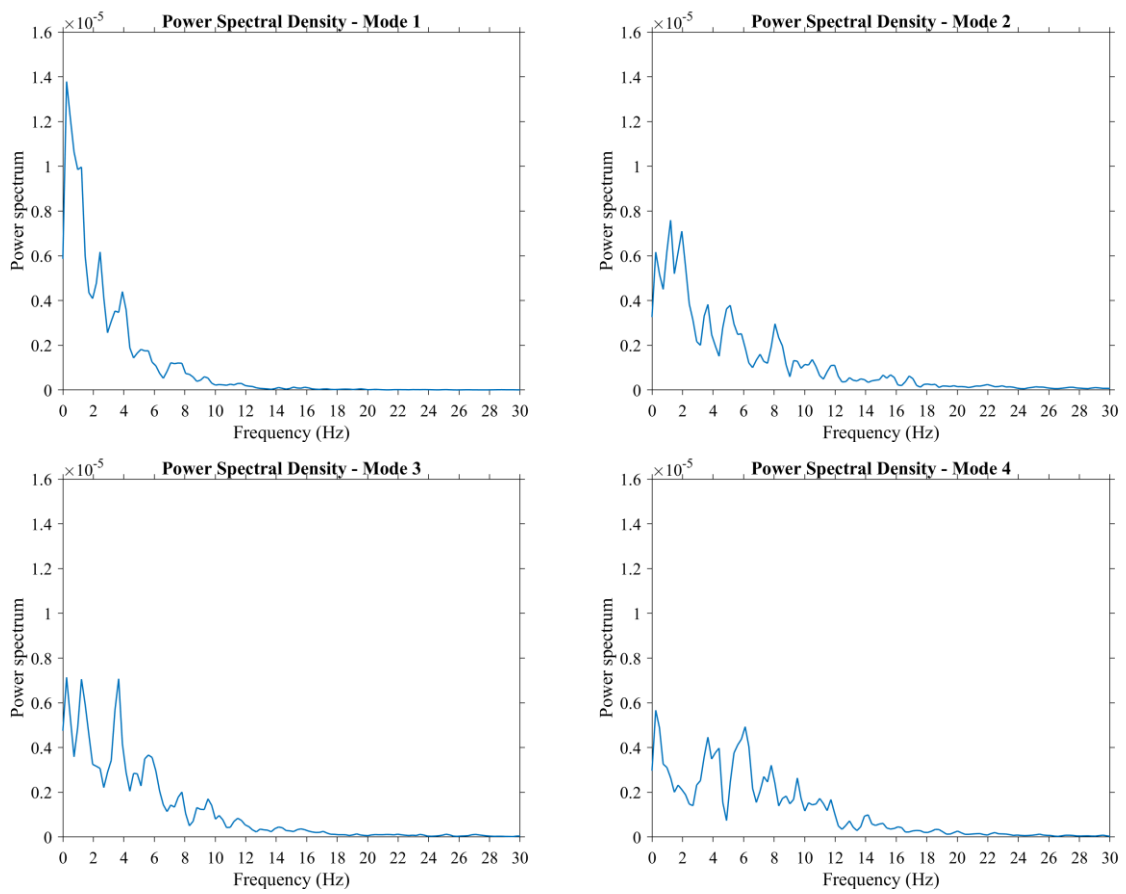 Power Spectral Density - Mode 1
×10-5
1.6
1.4
1.2
1
0.8
0.6
0.4
0.2
0
Power spectrum
0 2 4 6 8 10 12 14 16 18 20 22 24 26 28 30
Frequency (Hz)
Power Spectral Density - Mode 2
×10-5
1.6
1.4
1.2
1
0.8
0.6
0.4
0.2
0
Power spectrum
0 2 4 6 8 10 12 14 16 18 20 22 24 26 28 30
Frequency (Hz)
Power Spectral Density - Mode 3
×10-5
1.6
1.4
1.2
1
0.8
0.6
0.4
0.2
0
Power spectrum
0 2 4 6 8 10 12 14 16 18 20 22 24 26 28 30
Frequency (Hz)
Power Spectral Density - Mode 4
×10-5
1.6
1.4
1.2
1
0.8
0.6
0.4
0.2
0
Power spectrum
0 2 4 6 8 10 12 14 16 18 20 22 24 26 28 30
Frequency (Hz)